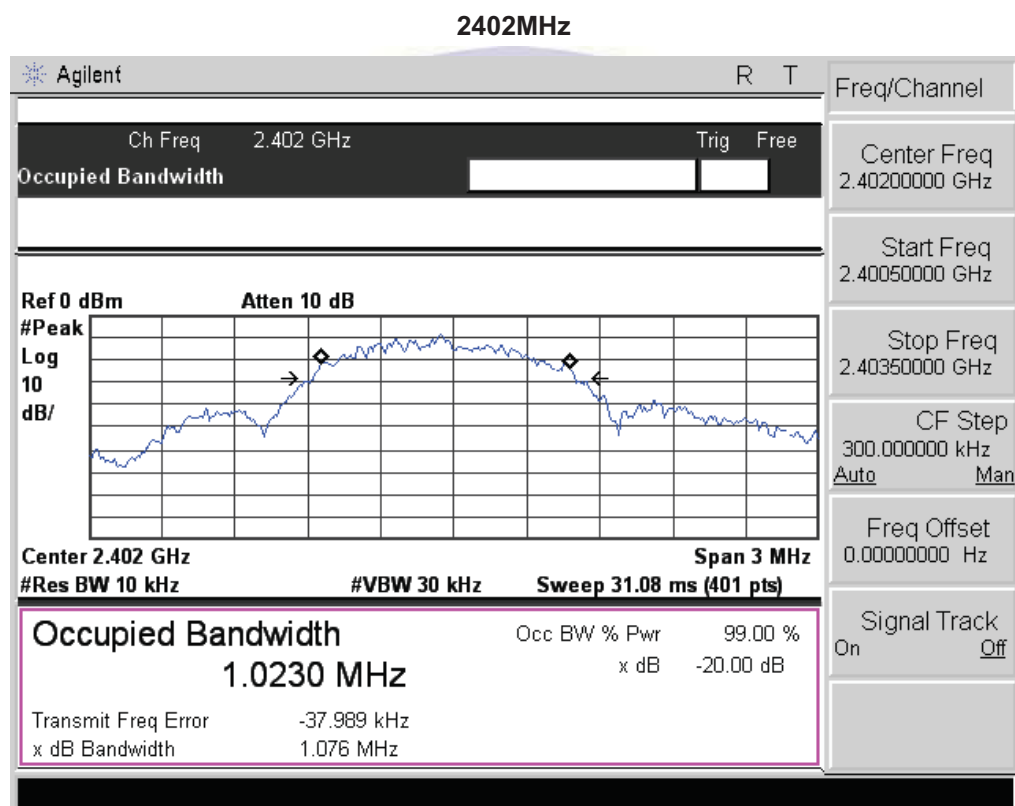 2402MHz
Agilent R T
Freq/Channel
Ch Freq 2.402 GHz Trig Free
Occupied Bandwidth
Center Freq
2.40200000 GHz
Start Freq
2.40050000 GHz
Stop Freq
2.40350000 GHz
CF Step
300.000000 kHz
Auto Man
Freq Offset
0.00000000 Hz
Signal Track
On Off
Ref 0 dBm Atten 10 dB
#Peak
Log
10
dB/
Center 2.402 GHz Span 3 MHz
#Res BW 10 kHz #VBW 30 kHz Sweep 31.08 ms (401 pts)
Occupied Bandwidth
1.0230 MHz
Occ BW % Pwr 99.00 %
x dB -20.00 dB
Transmit Freq Error -37.989 kHz
x dB Bandwidth 1.076 MHz